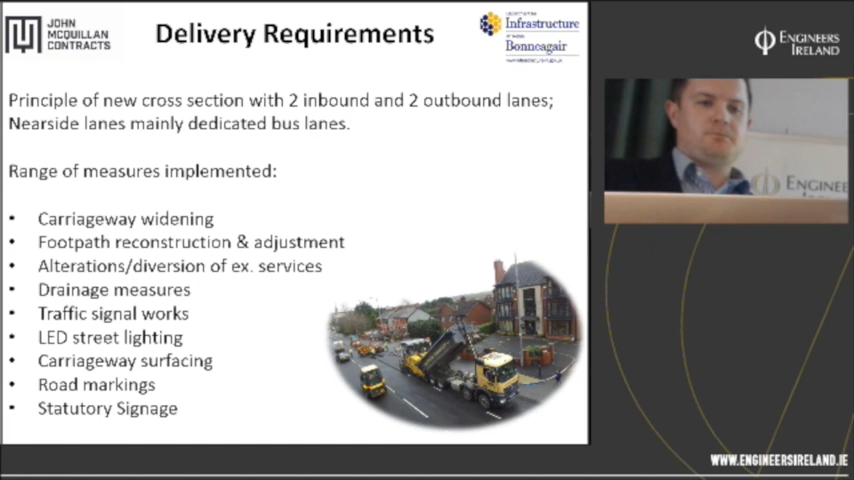 JOHN
MCQUILLAN
CONTRACTS
Delivery Requirements
Infrastructure
Bonneagair
ENGINEERS
IRELAND
Principle of new cross section with 2 inbound and 2 outbound lanes;
Nearside lanes mainly dedicated bus lanes.
Range of measures implemented:
• Carriageway widening
• Footpath reconstruction & adjustment
• Alterations/diversion of ex. services
• Drainage measures
• Traffic signal works
• LED street lighting
• Carriageway surfacing
• Road markings
• Statutory Signage
ENGINEE
WWW.ENGINEERSIRELAND.IE